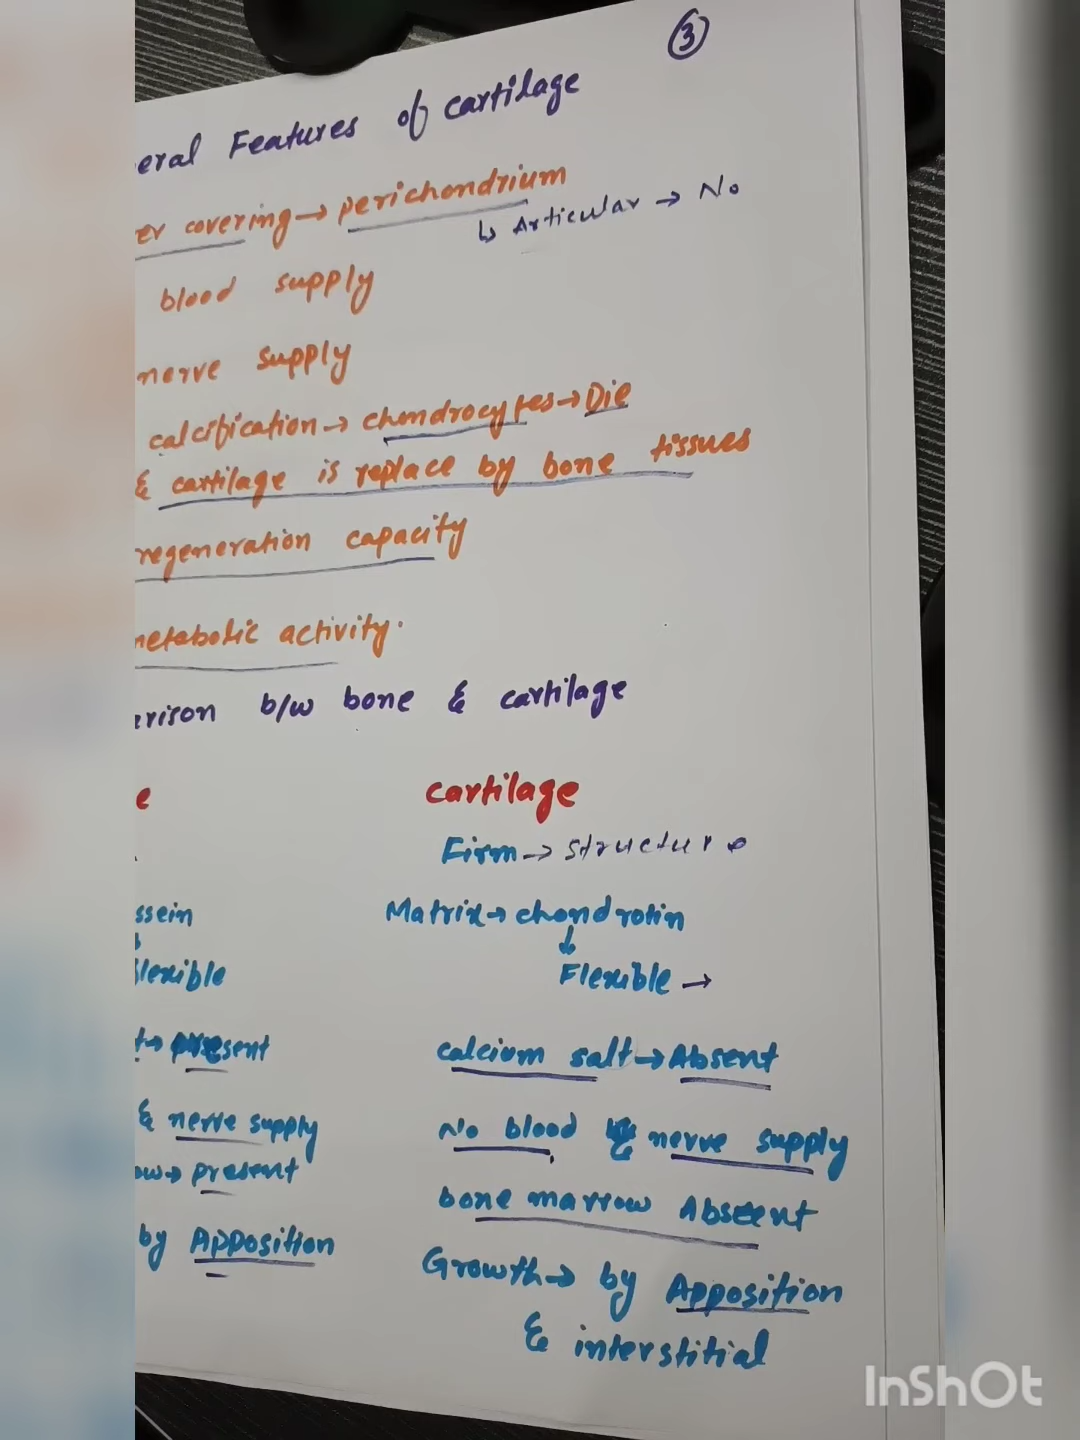 3
eral Features of cartilage
er covering → perichondrium
↳ Articular → No
blood supply
nerve supply
calcification → chondrocytes → Die
& cartilage is replace by bone tissues
regeneration capacity
metabolic activity.
rison b/w bone & cartilage
e cartilage
Firm → structure
ssein Matrix → chondrotin
↓ ↓
flexible Flexible →
t → present calcium salt → Absent
& nerve supply No blood & nerve supply
ow → present bone marrow Absent
by Apposition Growth → by Apposition
& interstitial
InShOt